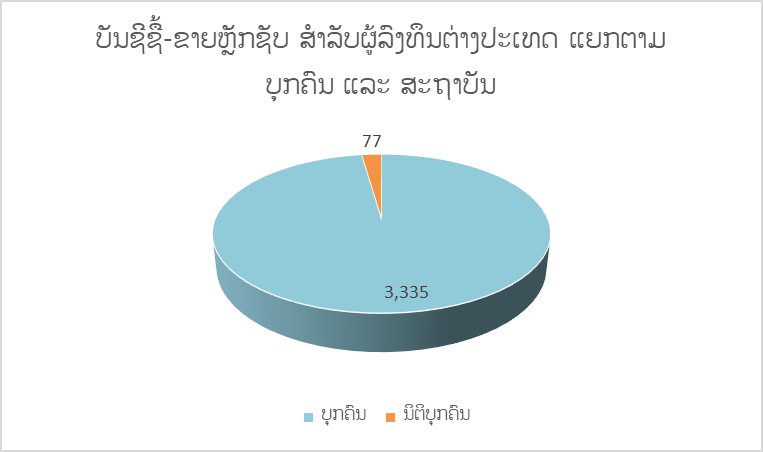 ບັນຊີຊື້-ຂາຍຫຼັກຊັບ ສຳລັບຜູ້ລົງທຶນຕ່າງປະເທດ ແຍກຕາມ
ບຸກຄົນ ແລະ ສະຖາບັນ
77
3,335
ບຸກຄົນ ນິຕິບຸກຄົນ